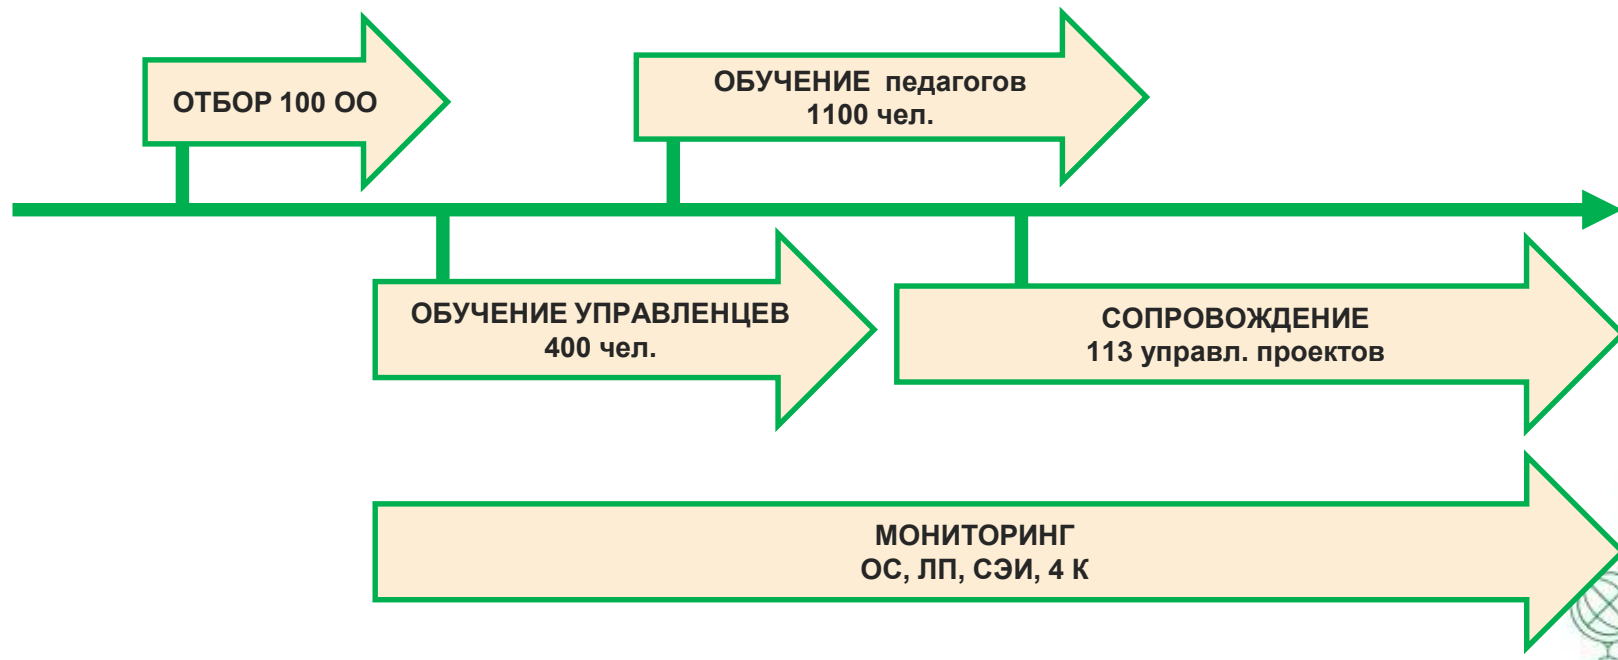 ОТБОР 100 ОО
ОБУЧЕНИЕ педагогов
1100 чел.
ОБУЧЕНИЕ УПРАВЛЕНЦЕВ
400 чел.
СОПРОВОЖДЕНИЕ
113 управл. проектов
МОНИТОРИНГ
ОС, ЛП, СЭИ, 4 К